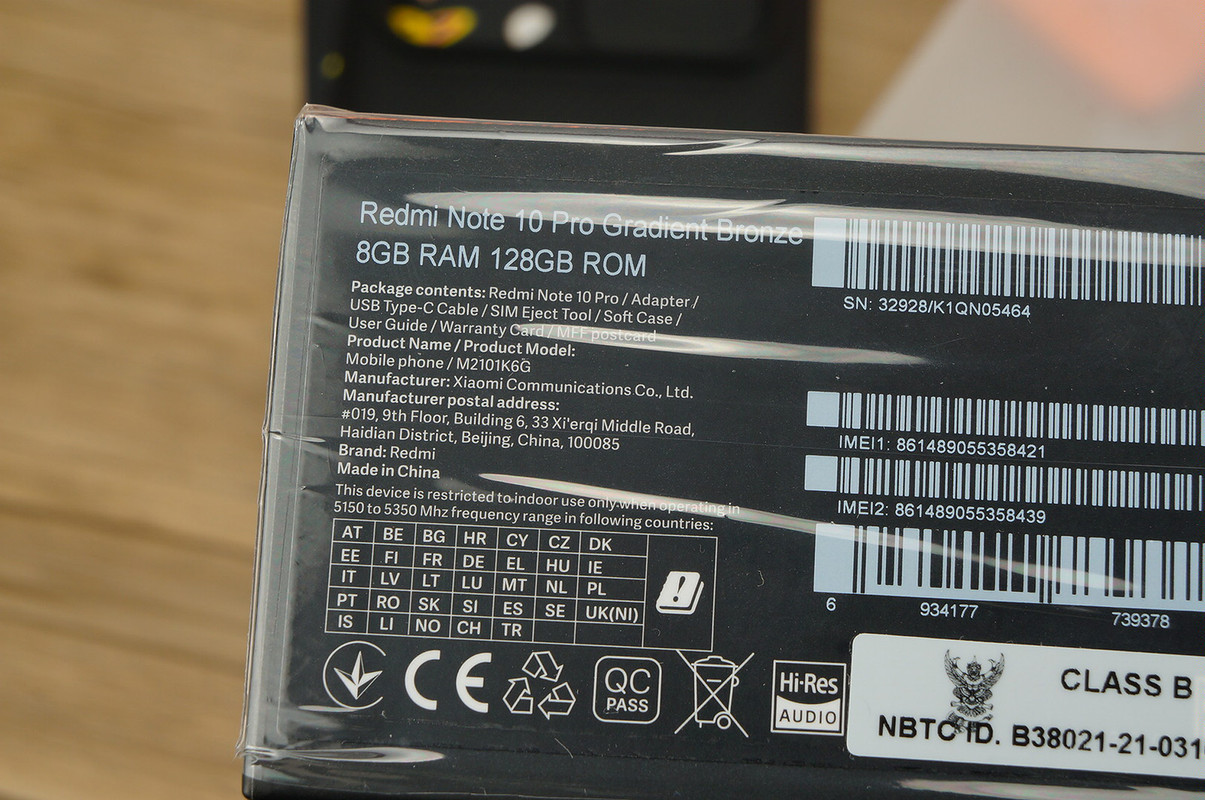 Redmi Note 10 Pro Gradient Bronze
8GB RAM 128GB ROM
Package contents: Redmi Note 10 Pro / Adapter /
USB Type-C Cable / SIM Eject Tool / Soft Case /
User Guide / Warranty Card / MFF postcard
Product Name / Product Model:
Mobile phone / M2101K6G
Manufacturer: Xiaomi Communications Co., Ltd.
Manufacturer postal address:
#019, 9th Floor, Building 6, 33 Xi'erqi Middle Road,
Haidian District, Beijing, China, 100085
Brand: Redmi
Made in China
This device is restricted to indoor use only when operating in
5150 to 5350 Mhz frequency range in following countries:
AT BE BG HR CY CZ DK
EE FI FR DE EL HU IE
IT LV LT LU MT NL PL
PT RO SK SI ES SE UK(NI)
IS LI NO CH TR
CE
QC
PASS
Hi-Res
AUDIO
SN: 32928/K1QN05464
IMEI1: 861489055358421
IMEI2: 861489055358439
6 934177 739378
CLASS B
NBTC ID. B38021-21-031